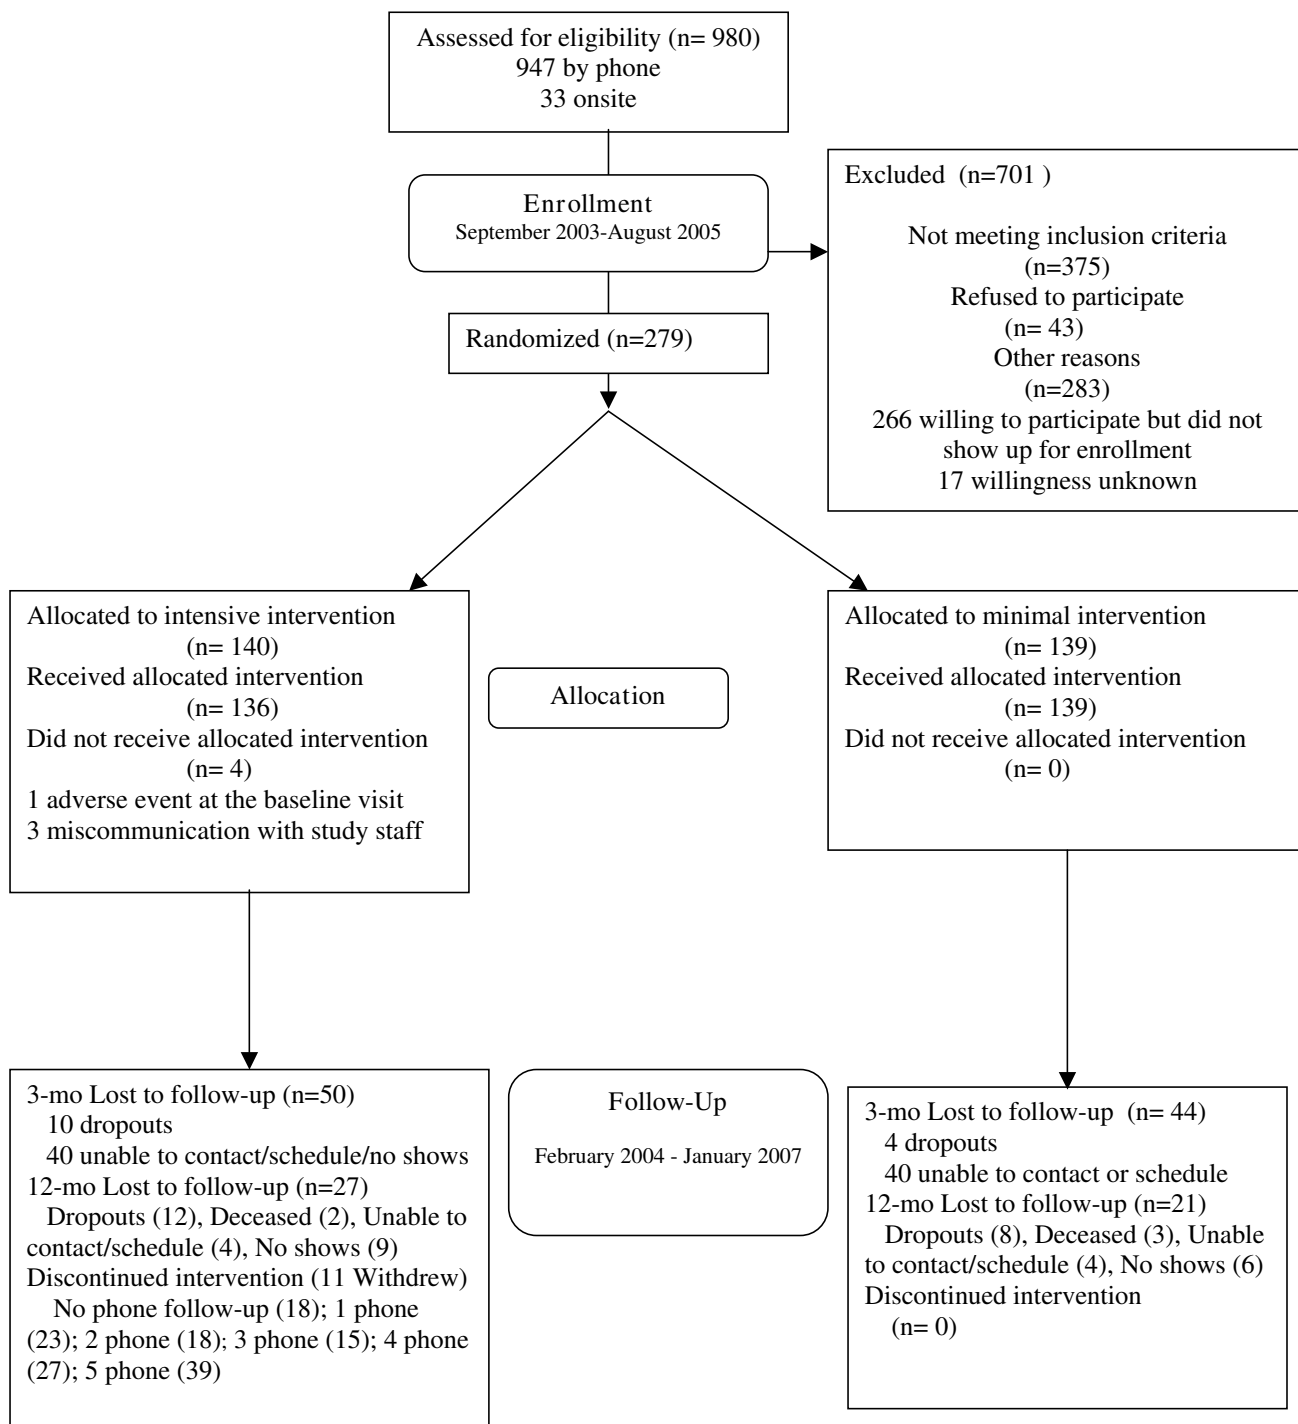 Assessed for eligibility (n= 980)
947 by phone
33 onsite
Enrollment
September 2003-August 2005
Excluded (n=701 )
Not meeting inclusion criteria
(n=375)
Refused to participate
(n= 43)
Other reasons
(n=283)
266 willing to participate but did not
show up for enrollment
17 willingness unknown
Randomized (n=279)
Allocated to intensive intervention
(n= 140)
Received allocated intervention
(n= 136)
Did not receive allocated intervention
(n= 4)
1 adverse event at the baseline visit
3 miscommunication with study staff
Allocation
Allocated to minimal intervention
(n= 139)
Received allocated intervention
(n= 139)
Did not receive allocated intervention
(n= 0)
3-mo Lost to follow-up (n=50)
10 dropouts
40 unable to contact/schedule/no shows
12-mo Lost to follow-up (n=27)
Dropouts (12), Deceased (2), Unable to
contact/schedule (4), No shows (9)
Discontinued intervention (11 Withdrew)
No phone follow-up (18); 1 phone
(23); 2 phone (18); 3 phone (15); 4 phone
(27); 5 phone (39)
Follow-Up
February 2004 - January 2007
3-mo Lost to follow-up (n= 44)
4 dropouts
40 unable to contact or schedule
12-mo Lost to follow-up (n=21)
Dropouts (8), Deceased (3), Unable
to contact/schedule (4), No shows (6)
Discontinued intervention
(n= 0)